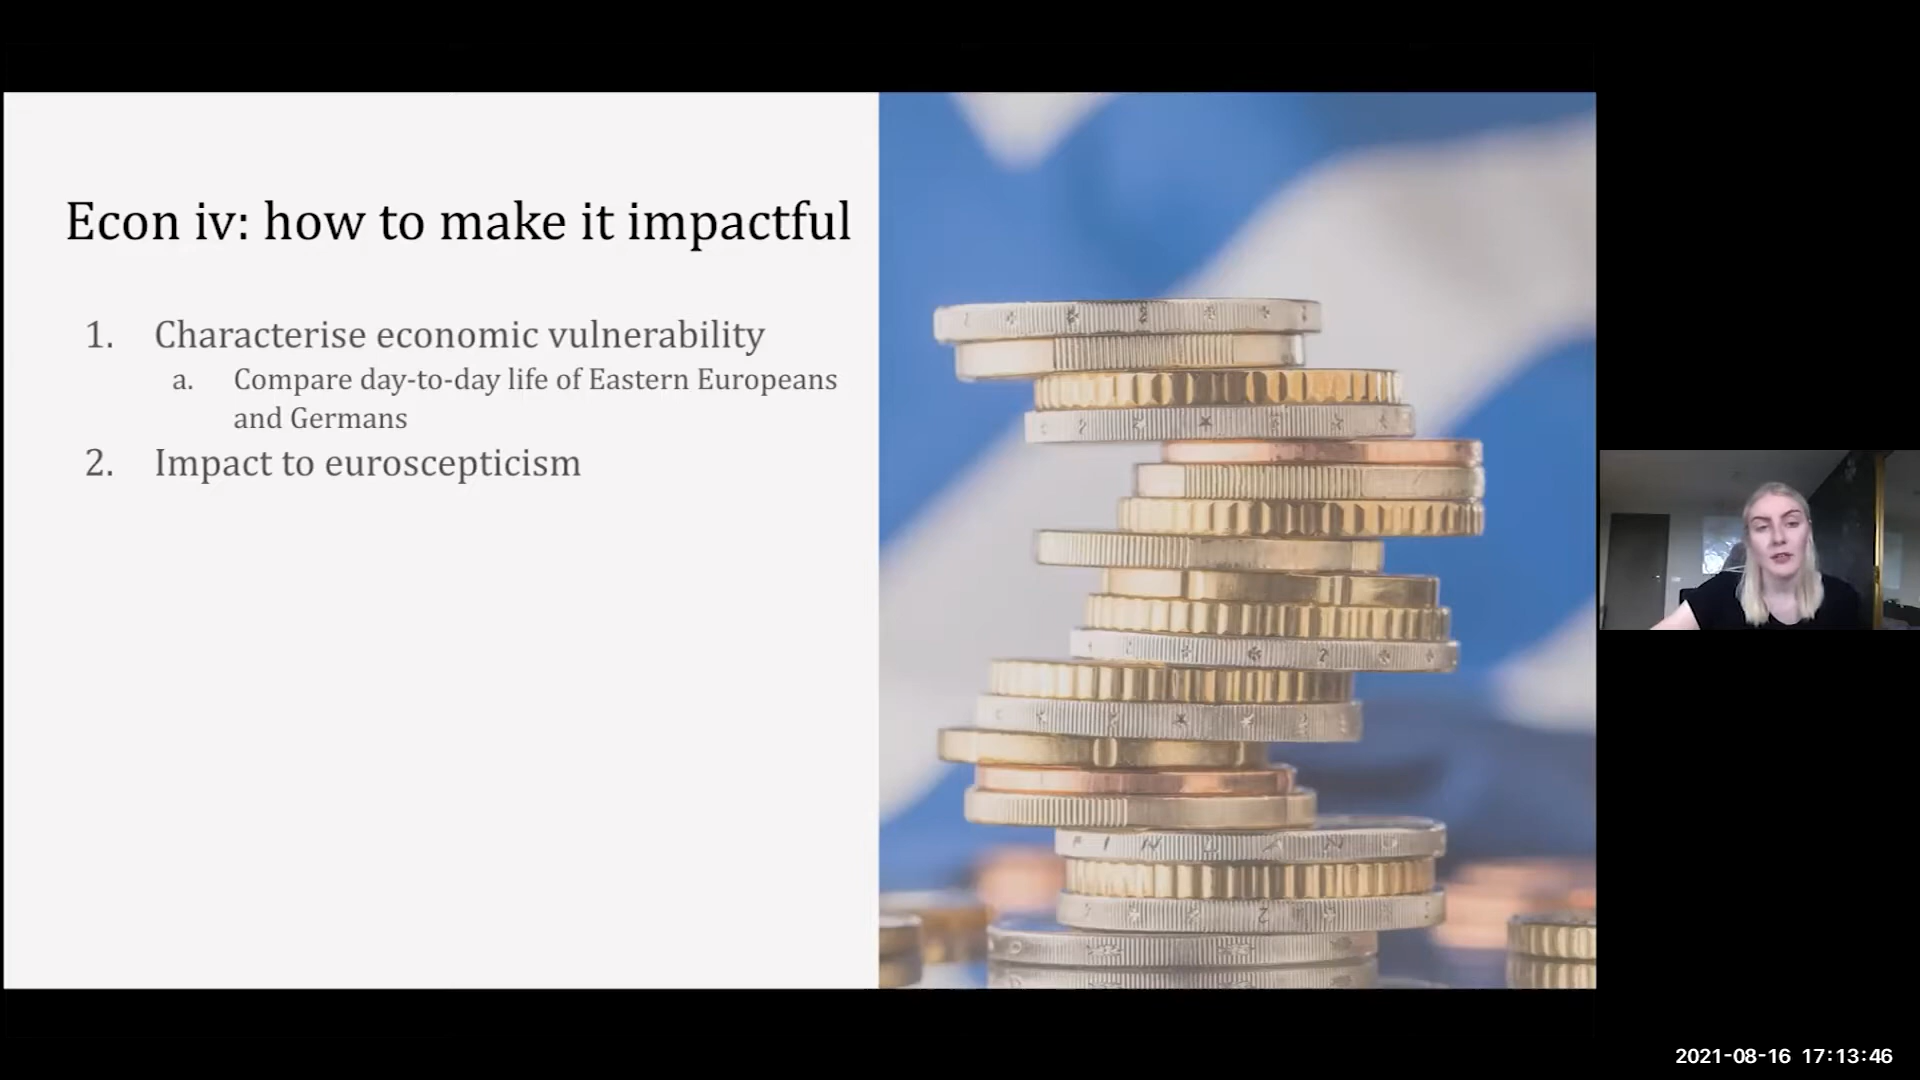 Econ iv: how to make it impactful
1. Characterise economic vulnerability
a. Compare day-to-day life of Eastern Europeans
and Germans
2. Impact to euroscepticism
2021-08-16 17:13:46